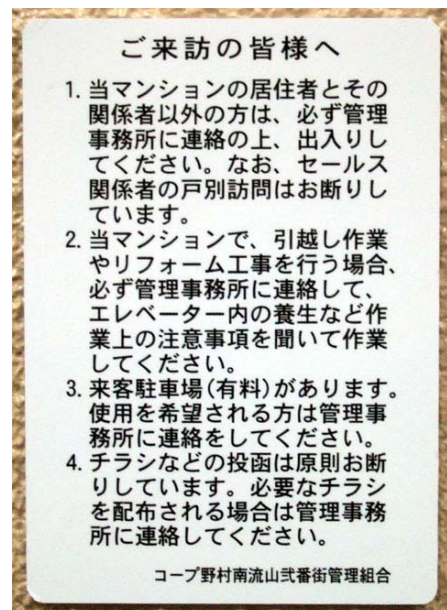 ご来訪の皆様へ
1. 当マンションの居住者とその
関係者以外の方は、必ず管理
事務所に連絡の上、出入りし
てください。なお、セールス
関係者の戸別訪問はお断りし
ています。
2. 当マンションで、引越し作業
やリフォーム工事を行う場合、
必ず管理事務所に連絡して、
エレベーター内の養生など作
業上の注意事項を聞いて作業
してください。
3. 来客駐車場(有料)があります。
使用を希望される方は管理事
務所に連絡をしてください。
4. チラシなどの投函は原則お断
りしています。必要なチラシ
を配布される場合は管理事務
所に連絡してください。
コープ野村南流山弐番街管理組合